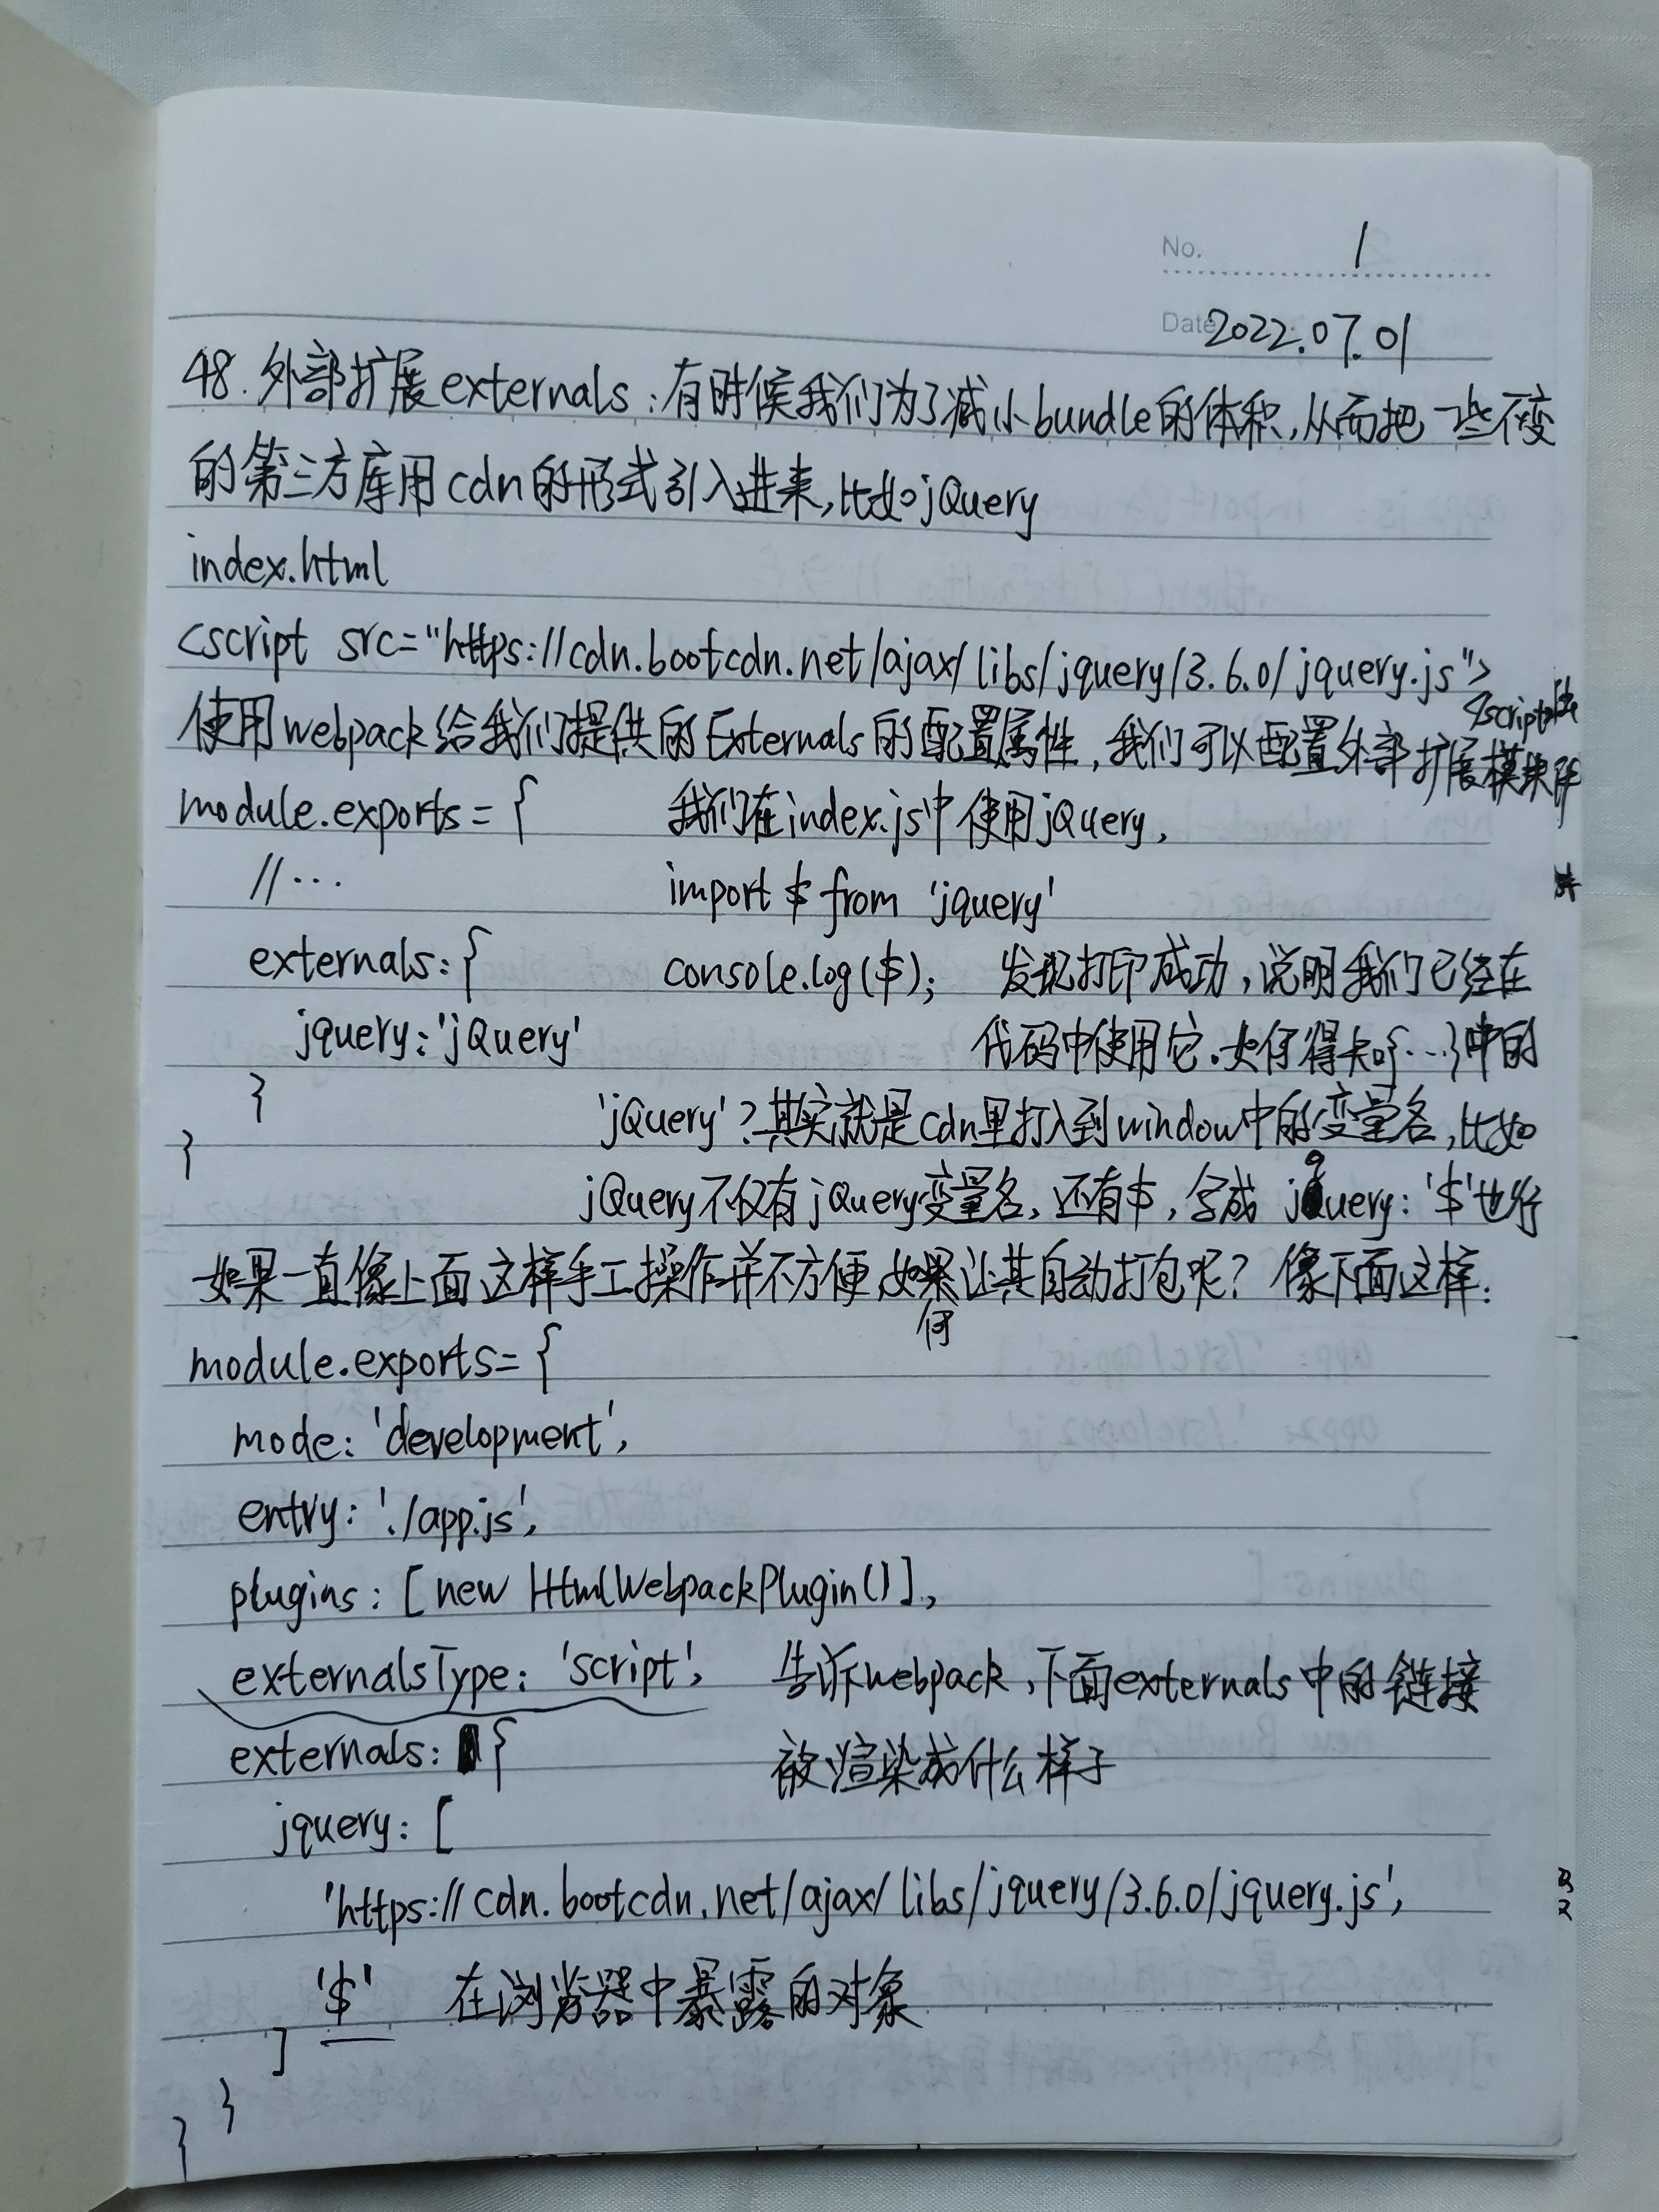 No. 1
Date 2022.07.01
48. 外部扩展externals：有时候我们为了减小bundle的体积,从而把一些不变
的第三方库用cdn的形式引入进来,比如jQuery
index.html
<script src="https://cdn.bootcdn.net/ajax/libs/jquery/3.6.0/jquery.js">
</script>
使用webpack给我们提供的Externals的配置属性,我们可以配置外部扩展模块
module.exports = { 我们在index.js中使用jQuery,
//... import $ from 'jquery'
externals: { console.log($); 发现打印成功,说明我们已经在
jquery: 'jQuery' 代码中使用它.如何得知{...}中的
} 'jQuery'?其实就是cdn里打入到window中的变量名,比如
} jQuery不仅有jQuery变量名,还有$,写成 jquery: '$'也行
如果一直像上面这样手工操作并不方便,如何让其自动打包呢? 像下面这样:
module.exports = {
mode: 'development',
entry: './app.js',
plugins: [new HtmlWebpackPlugin()],
externalsType: 'script', 告诉webpack,下面externals中的链接
externals: { 被渲染成什么样子
jquery: [
'https://cdn.bootcdn.net/ajax/libs/jquery/3.6.0/jquery.js',
'$' 在浏览器中暴露的对象
]
}
}